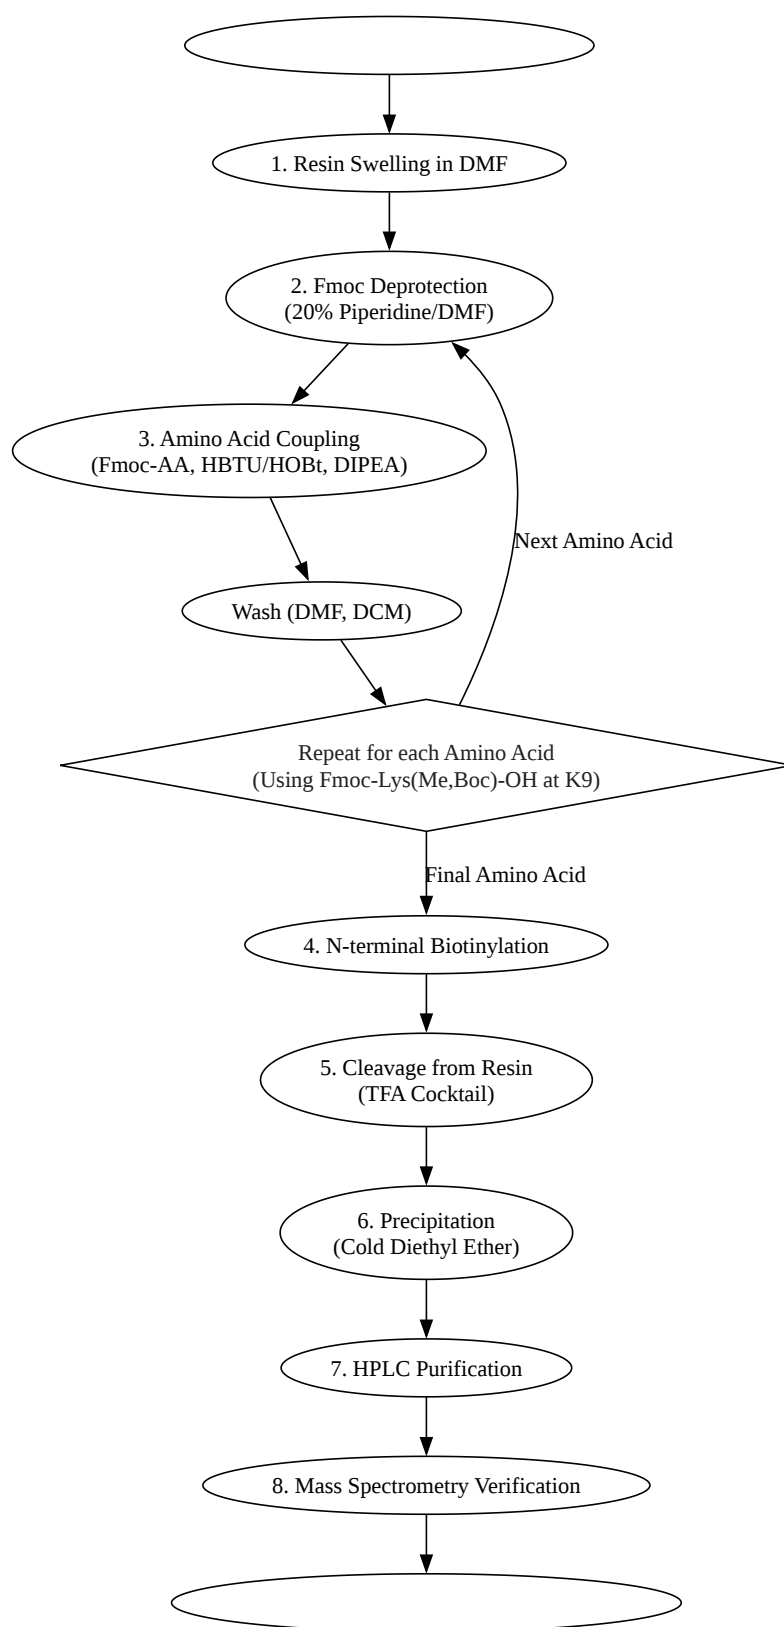 1. Resin Swelling in DMF
2. Fmoc Deprotection
(20% Piperidine/DMF)
3. Amino Acid Coupling
(Fmoc-AA, HBTU/HOBt, DIPEA)
Next Amino Acid
Wash (DMF, DCM)
Repeat for each Amino Acid
(Using Fmoc-Lys(Me,Boc)-OH at K9)
Final Amino Acid
4. N-terminal Biotinylation
5. Cleavage from Resin
(TFA Cocktail)
6. Precipitation
(Cold Diethyl Ether)
7. HPLC Purification
8. Mass Spectrometry Verification